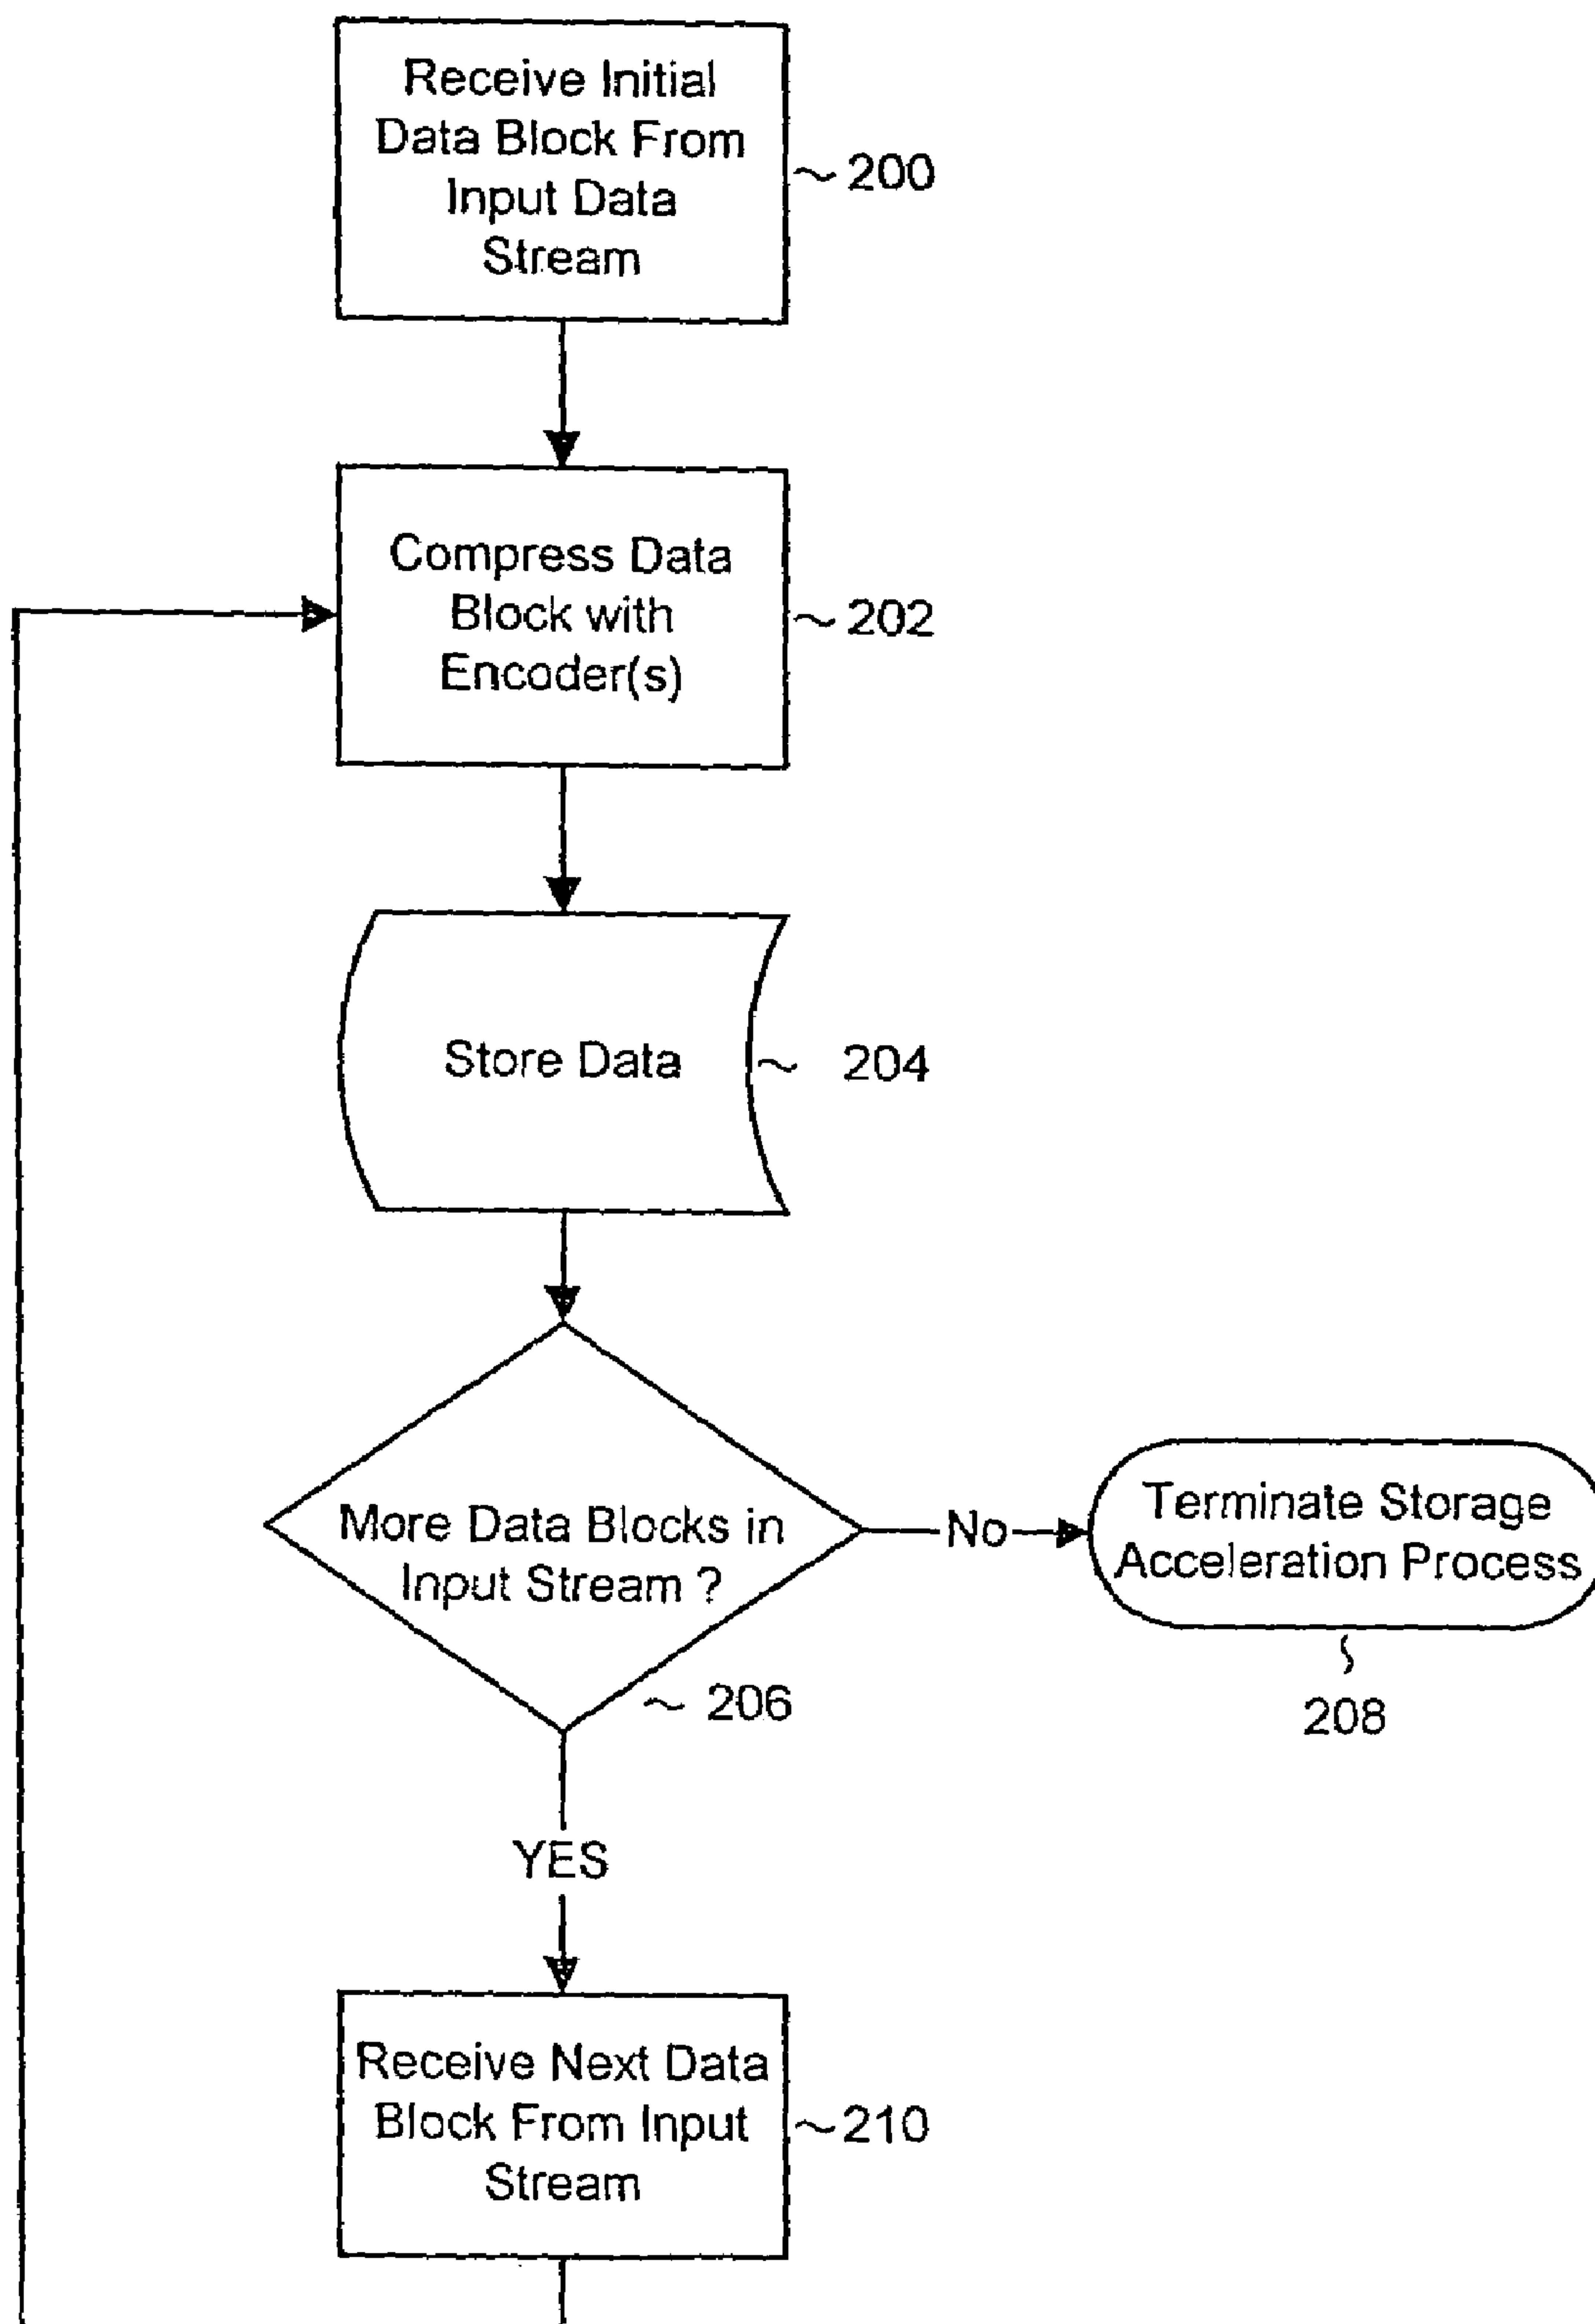 Receive Initial
Data Block From
Input Data
Stream
~200
Compress Data
Block with
Encoder(s)
~202
Store Data
~ 204
More Data Blocks in
Input Stream ?
~ 206
No
Terminate Storage
Acceleration Process
~
208
YES
Receive Next Data
Block From Input
Stream
~210